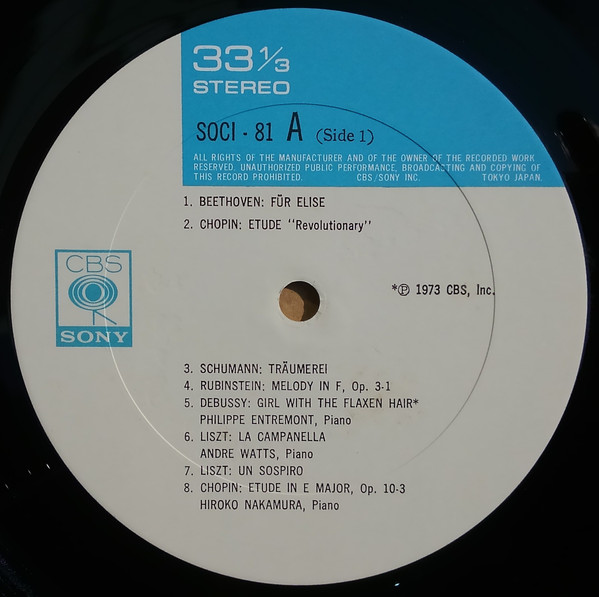 33 1/3
STEREO
SOCI - 81 A (Side 1)
ALL RIGHTS OF THE MANUFACTURER AND OF THE OWNER OF THE RECORDED WORK
RESERVED. UNAUTHORIZED PUBLIC PERFORMANCE, BROADCASTING AND COPYING OF
THIS RECORD PROHIBITED. CBS/SONY INC. TOKYO JAPAN.
1. BEETHOVEN: FÜR ELISE
2. CHOPIN: ETUDE "Revolutionary"
CBS
SONY
*Ⓟ 1973 CBS, Inc.
3. SCHUMANN: TRÄUMEREI
4. RUBINSTEIN: MELODY IN F, Op. 3-1
5. DEBUSSY: GIRL WITH THE FLAXEN HAIR*
PHILIPPE ENTREMONT, Piano
6. LISZT: LA CAMPANELLA
ANDRE WATTS, Piano
7. LISZT: UN SOSPIRO
8. CHOPIN: ETUDE IN E MAJOR, Op. 10-3
HIROKO NAKAMURA, Piano